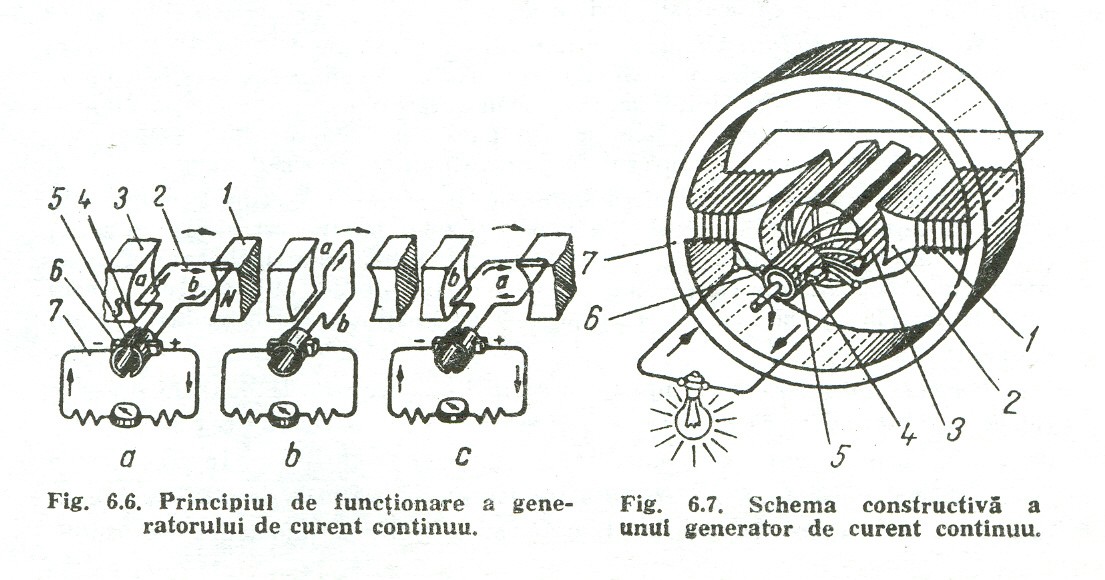 5 4 3 2 1
6
7
a
b
S
N
- +
a
b
b
a
- +
a b c
Fig. 6.6. Principiul de funcționare a gene-
ratorului de curent continuu.
7
6
1
2
3
4
5
Fig. 6.7. Schema constructivă a
unui generator de curent continuu.